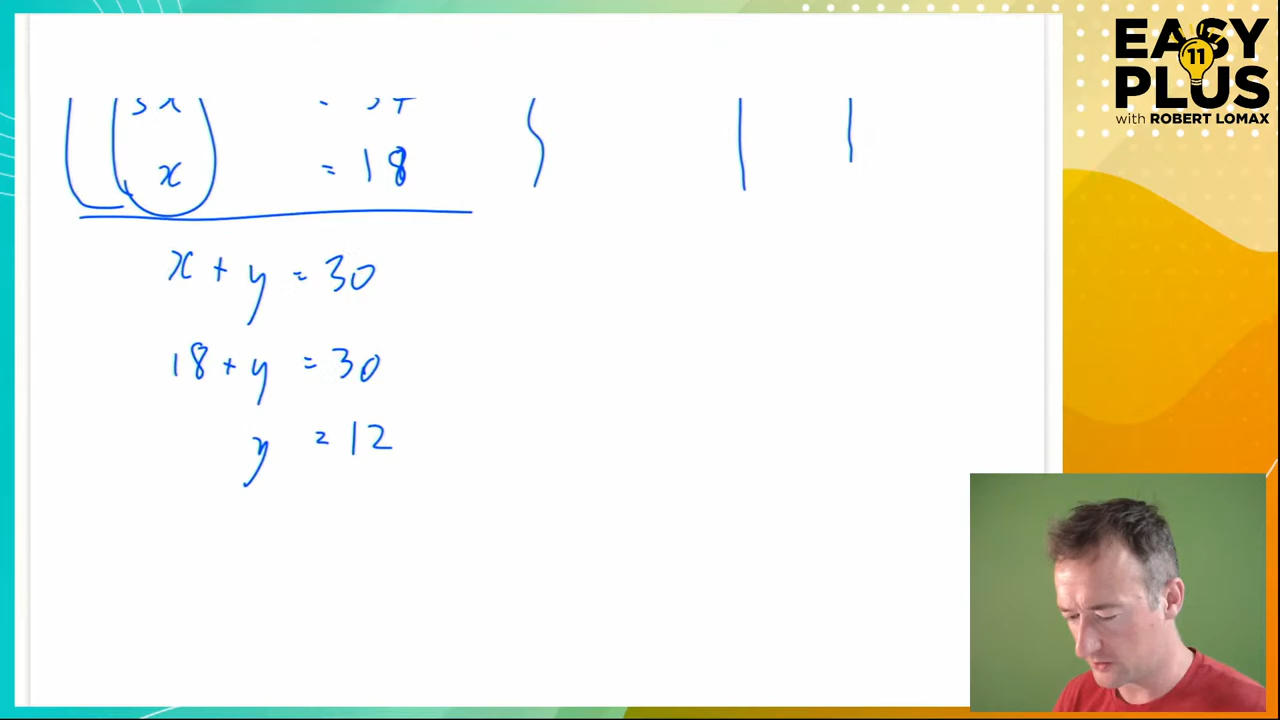 EASY
11
PLUS
with ROBERT LOMAX
x = 18
x + y = 30
18 + y = 30
y = 12